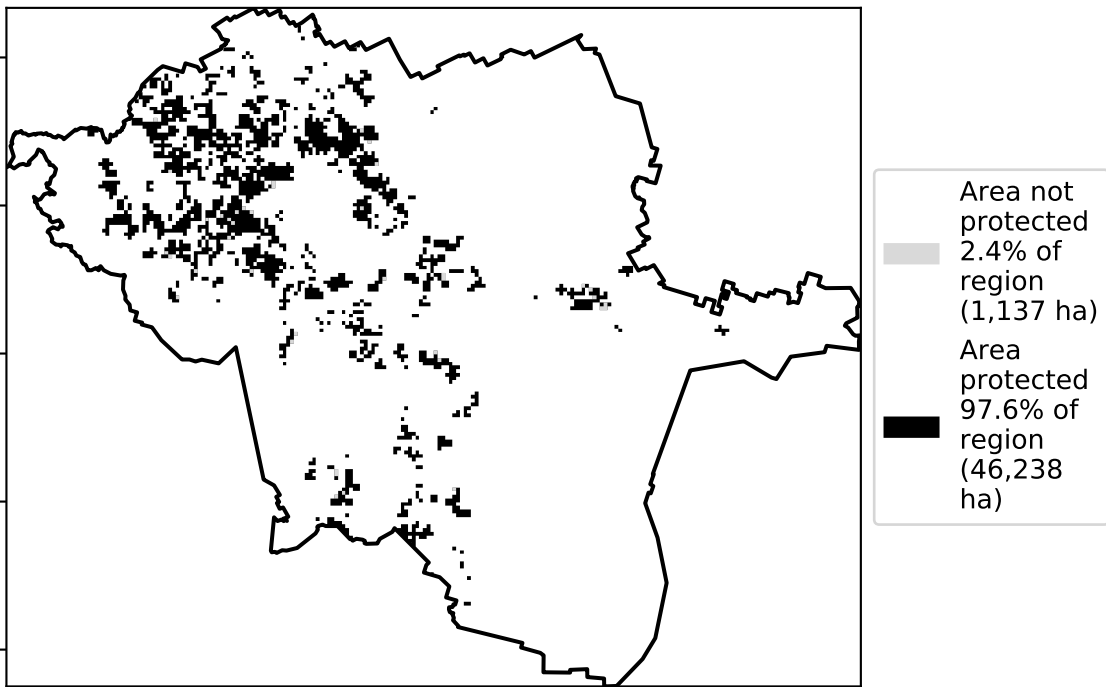 Area not
protected
2.4% of
region
(1,137 ha)
Area
protected
97.6% of
region
(46,238
ha)